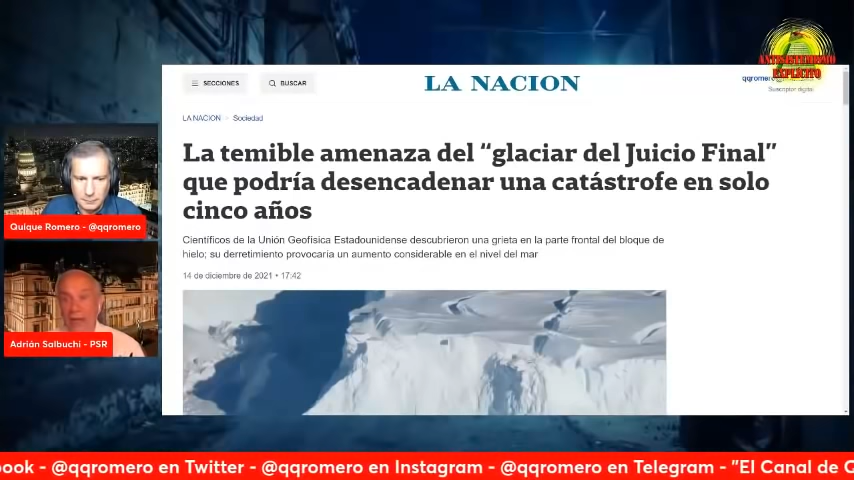 ANTISISTEMISMO
EXPLÍCITO
SECCIONES
BUSCAR
LA NACION
Suscriptor digital
LA NACION
Sociedad
La temible amenaza del “glaciar del Juicio Final”
que podría desencadenar una catástrofe en solo
cinco años
Científicos de la Unión Geofísica Estadounidense descubrieron una grieta en la parte frontal del bloque de
hielo; su derretimiento provocaría un aumento considerable en el nivel del mar
14 de diciembre de 2021 • 17:42
Quique Romero - @qqromero
Adrián Salbuchi - PSR
ook - @qqromero en Twitter - @qqromero en Instagram - @qqromero en Telegram - "El Canal de Q